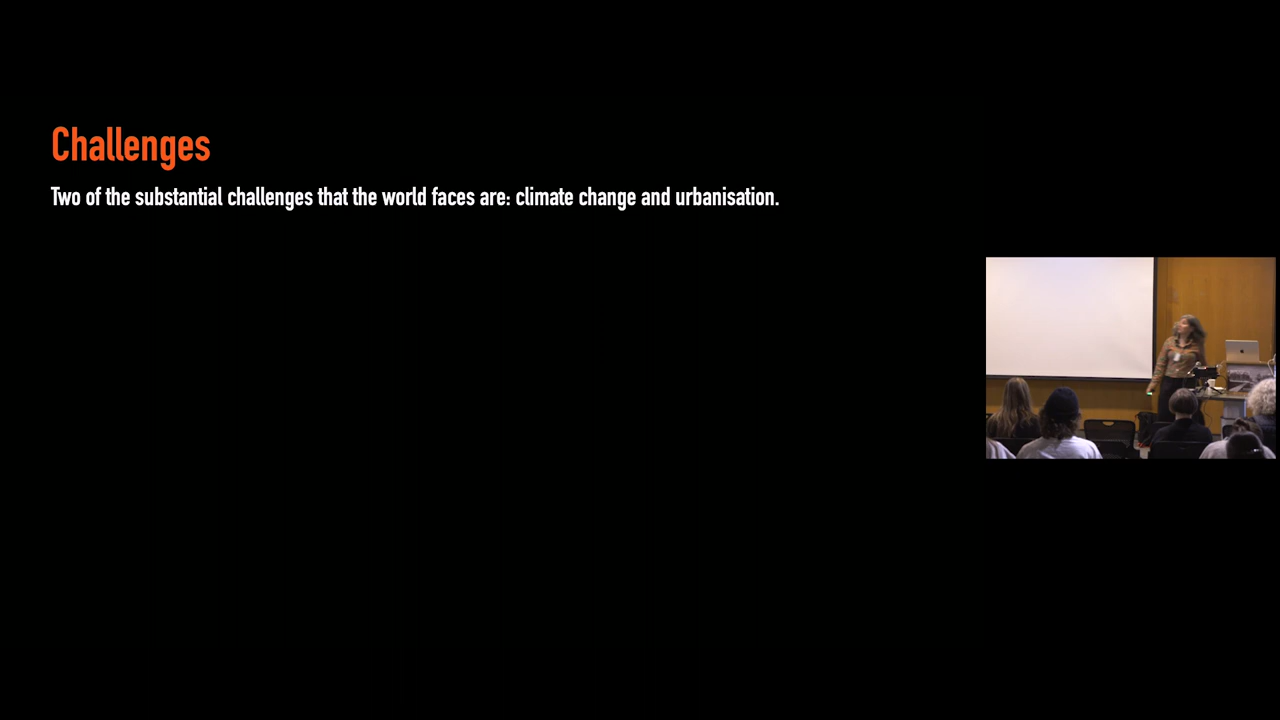 Challenges
Two of the substantial challenges that the world faces are: climate change and urbanisation.